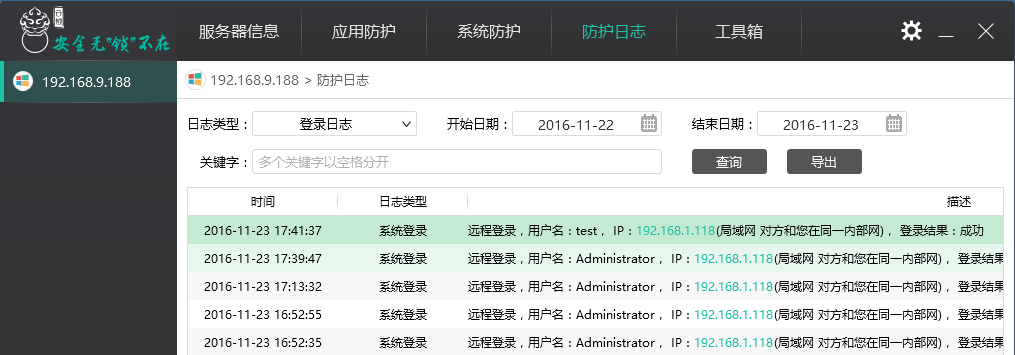 安全无"锁"不在
服务器信息 应用防护 系统防护 防护日志 工具箱
192.168.9.188
192.168.9.188 > 防护日志
日志类型： 登录日志 开始日期： 2016-11-22 结束日期： 2016-11-23
关键字： 多个关键字以空格分开 查询 导出
时间 日志类型 描述
2016-11-23 17:41:37 系统登录 远程登录，用户名：test， IP：192.168.1.118(局域网 对方和您在同一内部网)， 登录结果：成功
2016-11-23 17:39:47 系统登录 远程登录，用户名：Administrator， IP：192.168.1.118(局域网 对方和您在同一内部网)， 登录结果
2016-11-23 17:13:32 系统登录 远程登录，用户名：Administrator， IP：192.168.1.118(局域网 对方和您在同一内部网)， 登录结果
2016-11-23 16:52:55 系统登录 远程登录，用户名：Administrator， IP：192.168.1.118(局域网 对方和您在同一内部网)， 登录结果
2016-11-23 16:52:35 系统登录 远程登录，用户名：Administrator， IP：192.168.1.118(局域网 对方和您在同一内部网)， 登录结果